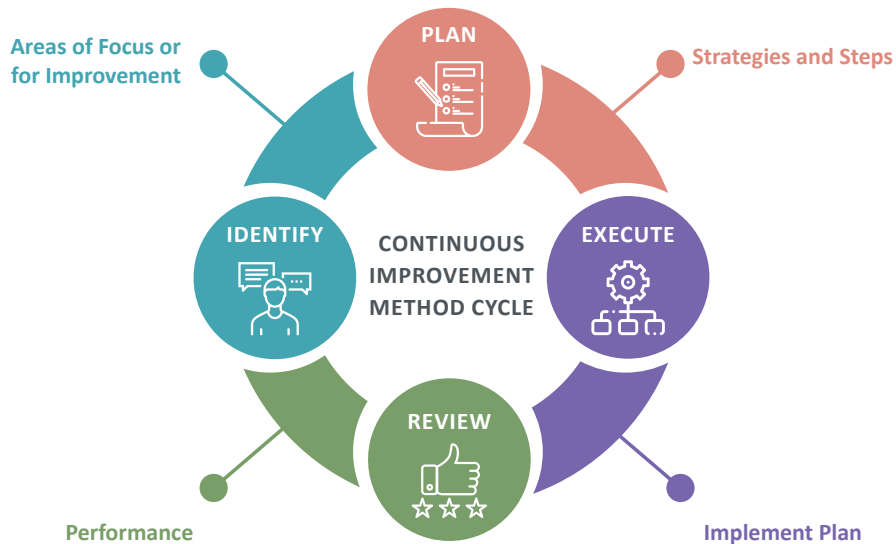 PLAN
Areas of Focus or
for Improvement
Strategies and Steps
IDENTIFY
CONTINUOUS
IMPROVEMENT
METHOD CYCLE
EXECUTE
REVIEW
Performance
Implement Plan